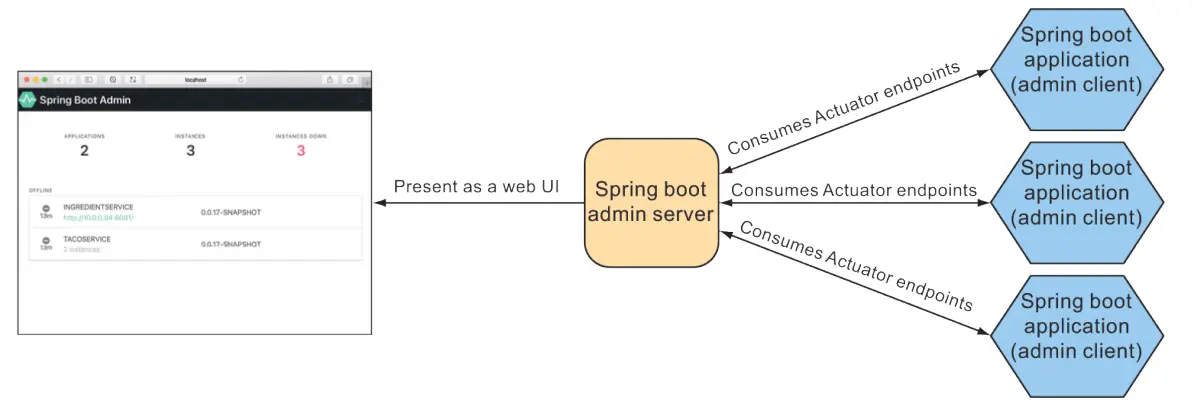 localhost
Spring Boot Admin
APPLICATIONS
INSTANCES
INSTANCES DOWN
2
3
3
OFFLINE
INGREDIENTSERVICE
13m
http://10.0.0.94:8081/
0.0.17-SNAPSHOT
TACOSERVICE
13m
2 instances
0.0.17-SNAPSHOT
Present as a web UI
Spring boot
admin server
Consumes Actuator endpoints
Consumes Actuator endpoints
Consumes Actuator endpoints
Spring boot
application
(admin client)
Spring boot
application
(admin client)
Spring boot
application
(admin client)